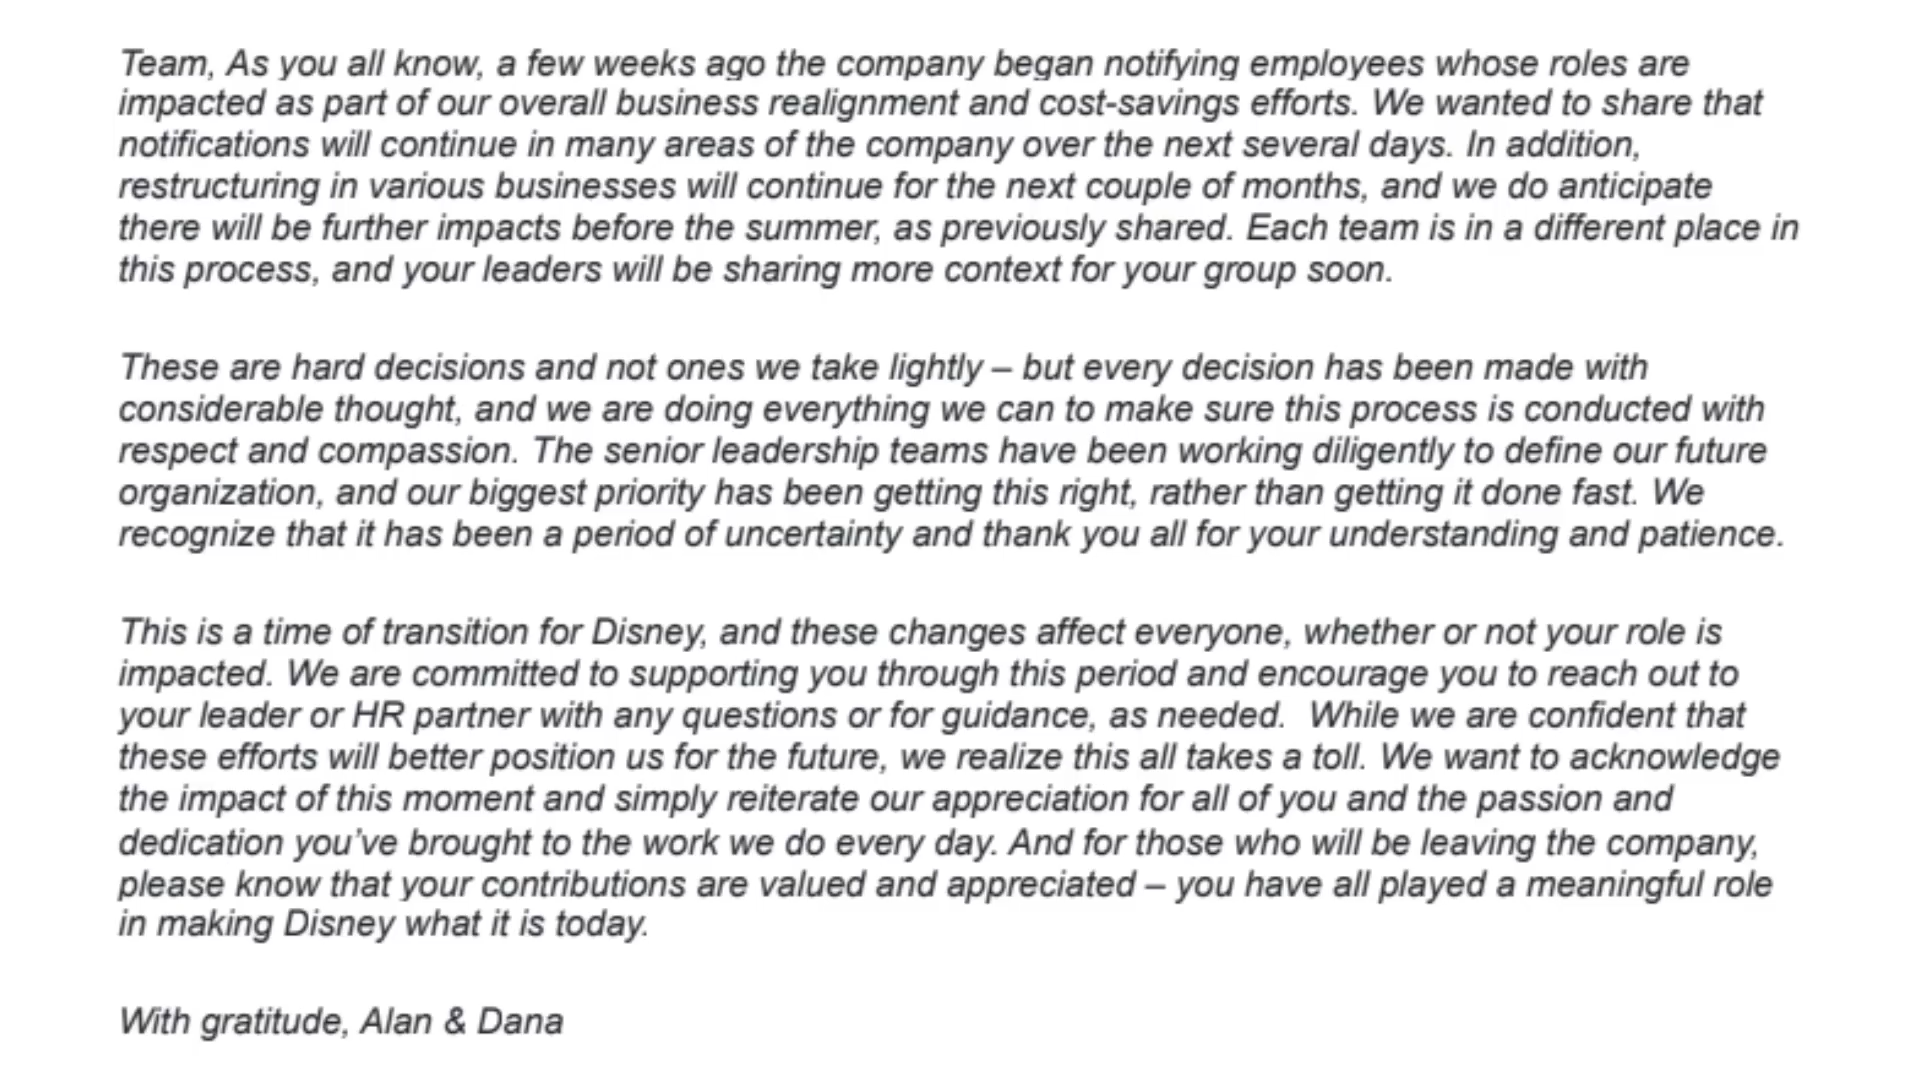 Team, As you all know, a few weeks ago the company began notifying employees whose roles are
impacted as part of our overall business realignment and cost-savings efforts. We wanted to share that
notifications will continue in many areas of the company over the next several days. In addition,
restructuring in various businesses will continue for the next couple of months, and we do anticipate
there will be further impacts before the summer, as previously shared. Each team is in a different place in
this process, and your leaders will be sharing more context for your group soon.
These are hard decisions and not ones we take lightly – but every decision has been made with
considerable thought, and we are doing everything we can to make sure this process is conducted with
respect and compassion. The senior leadership teams have been working diligently to define our future
organization, and our biggest priority has been getting this right, rather than getting it done fast. We
recognize that it has been a period of uncertainty and thank you all for your understanding and patience.
This is a time of transition for Disney, and these changes affect everyone, whether or not your role is
impacted. We are committed to supporting you through this period and encourage you to reach out to
your leader or HR partner with any questions or for guidance, as needed.  While we are confident that
these efforts will better position us for the future, we realize this all takes a toll. We want to acknowledge
the impact of this moment and simply reiterate our appreciation for all of you and the passion and
dedication you’ve brought to the work we do every day. And for those who will be leaving the company,
please know that your contributions are valued and appreciated – you have all played a meaningful role
in making Disney what it is today.
With gratitude, Alan & Dana